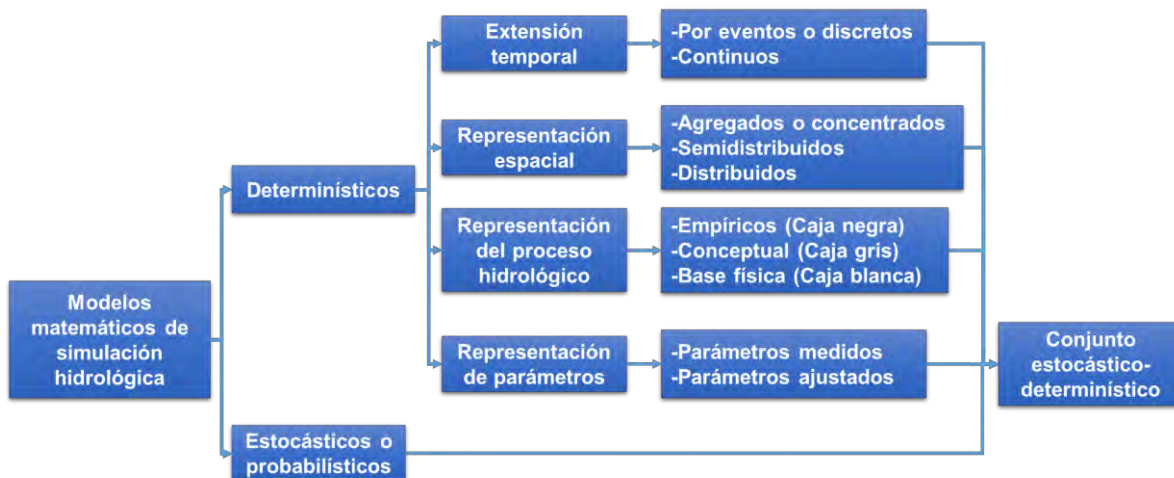 Modelos
matemáticos de
simulación
hidrológica
Determinísticos
Estocásticos o
probabilísticos
Extensión
temporal
-Por eventos o discretos
-Continuos
Representación
espacial
-Agregados o concentrados
-Semidistribuidos
-Distribuidos
Representación
del proceso
hidrológico
-Empíricos (Caja negra)
-Conceptual (Caja gris)
-Base física (Caja blanca)
Representación
de parámetros
-Parámetros medidos
-Parámetros ajustados
Conjunto
estocástico-
determinístico